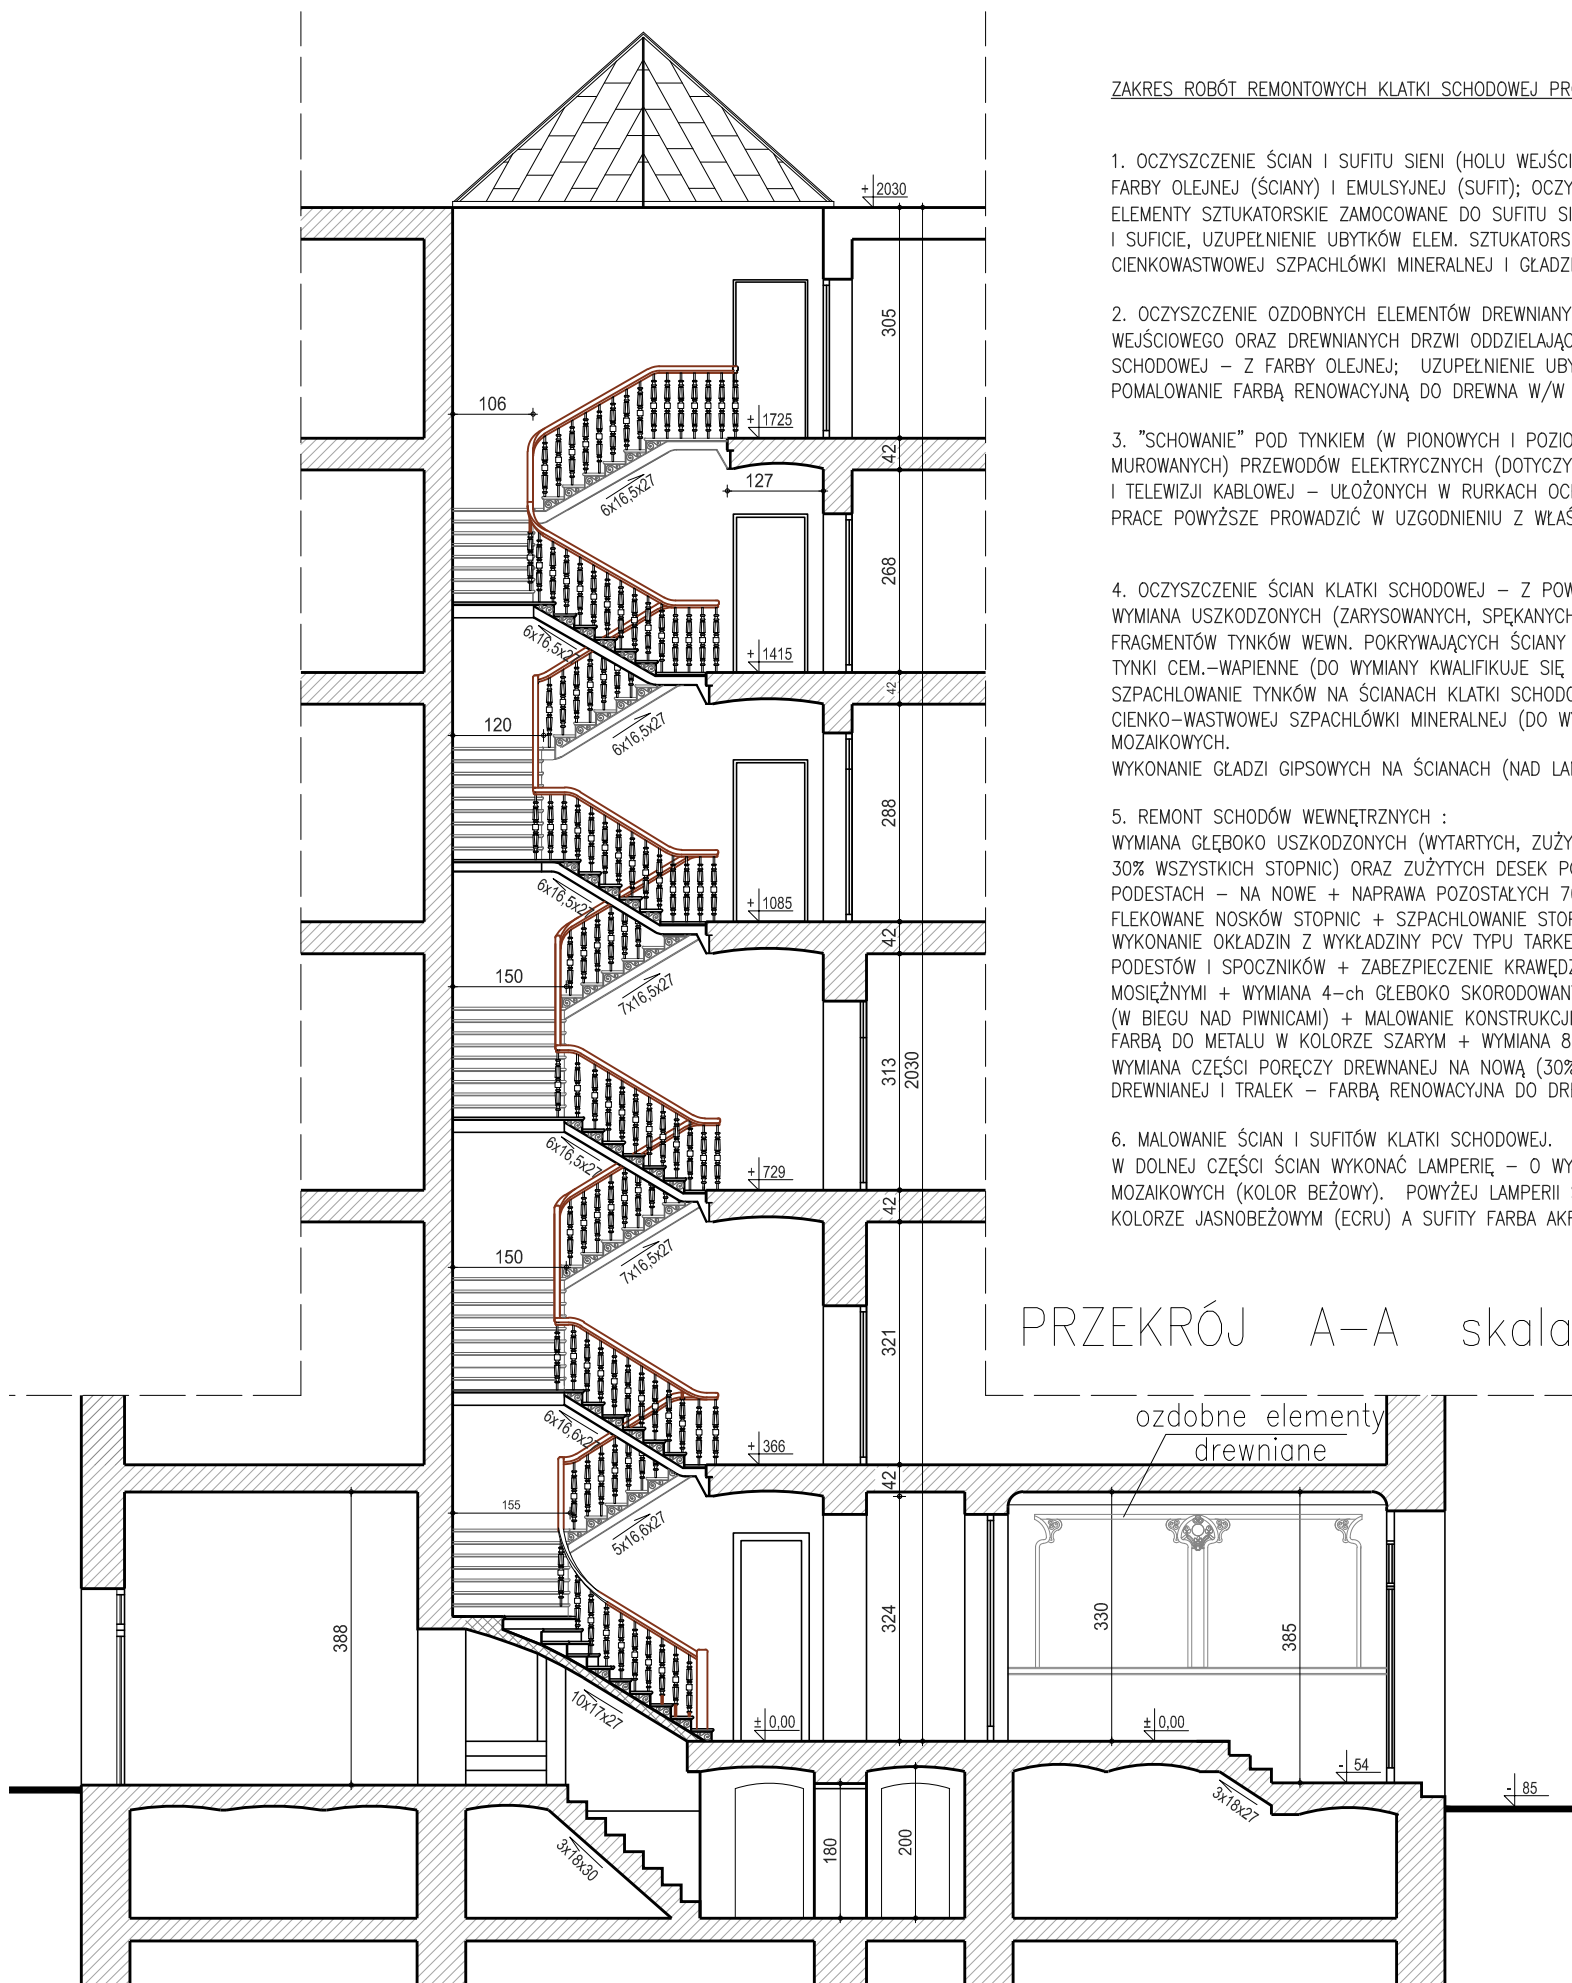 ZAKRES ROBÓT REMONTOWYCH KLATKI SCHODOWEJ
1. OCZYSZCZENIE ŚCIAN I SUFITU SIENI (HOLU
FARBY OLEJNEJ (ŚCIANY) I EMULSYJNEJ (SUFIT);
ELEMENTY SZTUKATORSKIE ZAMOCOWANE DO SUFITU
I SUFICIE, UZUPEŁNIENIE UBYTKÓW ELEM.
CIENKOWASTWOWEJ SZPACHLÓWKI MINERALNEJ I
2. OCZYSZCZENIE OZDOBNYCH ELEMENTÓW
WEJŚCIOWEGO ORAZ DREWNIANYCH DRZWI
SCHODOWEJ – Z FARBY OLEJNEJ; UZUPEŁNIENIE
POMALOWANIE FARBĄ RENOWACYJNĄ DO DREWNA W/W
3. "SCHOWANIE" POD TYNKIEM (W PIONOWYCH I
MUROWANYCH) PRZEWODÓW ELEKTRYCZNYCH
I TELEWIZJI KABLOWEJ – UŁOŻONYCH W RURKACH
PRACE POWYŻSZE PROWADZIĆ W UZGODNIENIU Z
4. OCZYSZCZENIE ŚCIAN KLATKI SCHODOWEJ – Z
WYMIANA USZKODZONYCH (ZARYSOWANYCH, SPĘKANYCH
FRAGMENTÓW TYNKÓW WEWN. POKRYWAJĄCYCH ŚCIANY
TYNKI CEM.–WAPIENNE (DO WYMIANY KWALIFIKUJE SIĘ
SZPACHLOWANIE TYNKÓW NA ŚCIANACH KLATKI
CIENKO–WASTWOWEJ SZPACHLÓWKI MINERALNEJ (DO
MOZAIKOWYCH.
WYKONANIE GŁADZI GIPSOWYCH NA ŚCIANACH (NAD
5. REMONT SCHODÓW WEWNĘTRZNYCH :
WYMIANA GŁĘBOKO USZKODZONYCH (WYTARTYCH,
30% WSZYSTKICH STOPNIC) ORAZ ZUŻYTYCH DESEK
PODESTACH – NA NOWE + NAPRAWA POZOSTAŁYCH
FLEKOWANE NOSKÓW STOPNIC + SZPACHLOWANIE
WYKONANIE OKŁADZIN Z WYKŁADZINY PCV TYPU
PODESTÓW I SPOCZNIKÓW + ZABEZPIECZENIE
MOSIĘŻNYMI + WYMIANA 4–ch GŁEBOKO
(W BIEGU NAD PIWNICAMI) + MALOWANIE
FARBĄ DO METALU W KOLORZE SZARYM + WYMIANA
WYMIANA CZĘŚCI PORĘCZY DREWNANEJ NA NOWĄ (30%
DREWNIANEJ I TRALEK – FARBĄ RENOWACYJNA DO
6. MALOWANIE ŚCIAN I SUFITÓW KLATKI SCHODOWEJ.
W DOLNEJ CZĘŚCI ŚCIAN WYKONAĆ LAMPERIĘ – O
MOZAIKOWYCH (KOLOR BEŻOWY). POWYŻEJ LAMPERII
KOLORZE JASNOBEŻOWYM (ECRU) A SUFITY FARBA
PRZEKRÓJ A–A skala
ozdobne elementy
drewniane
+ 2030
305
106
+ 1725
42
127
6x16,5x27
268
6x16,5x27
+ 1415
42
120
6x16,5x27
288
6x16,5x27
+ 1085
42
150
7x16,5x27
313
2030
6x16,5x27
+ 729
42
150
7x16,5x27
321
6x16,6x27
+ 366
42
155
5x16,6x27
388
324
330
385
10x17x27
± 0,00
± 0,00
- 54
- 85
3x18x27
3x18x30
180
200